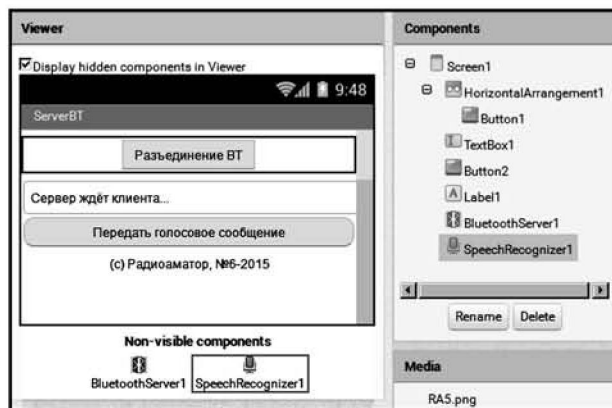 Viewer
Display hidden components in Viewer
9:48
ServerBT
Разъединение BT
Сервер ждёт клиента...
Передать голосовое сообщение
(c) Радиоаматор, №6-2015
Non-visible components
BluetoothServer1
SpeechRecognizer1
Components
Screen1
HorizontalArrangement1
Button1
TextBox1
Button2
A
Label1
BluetoothServer1
SpeechRecognizer1
Rename
Delete
Media
RA5.png